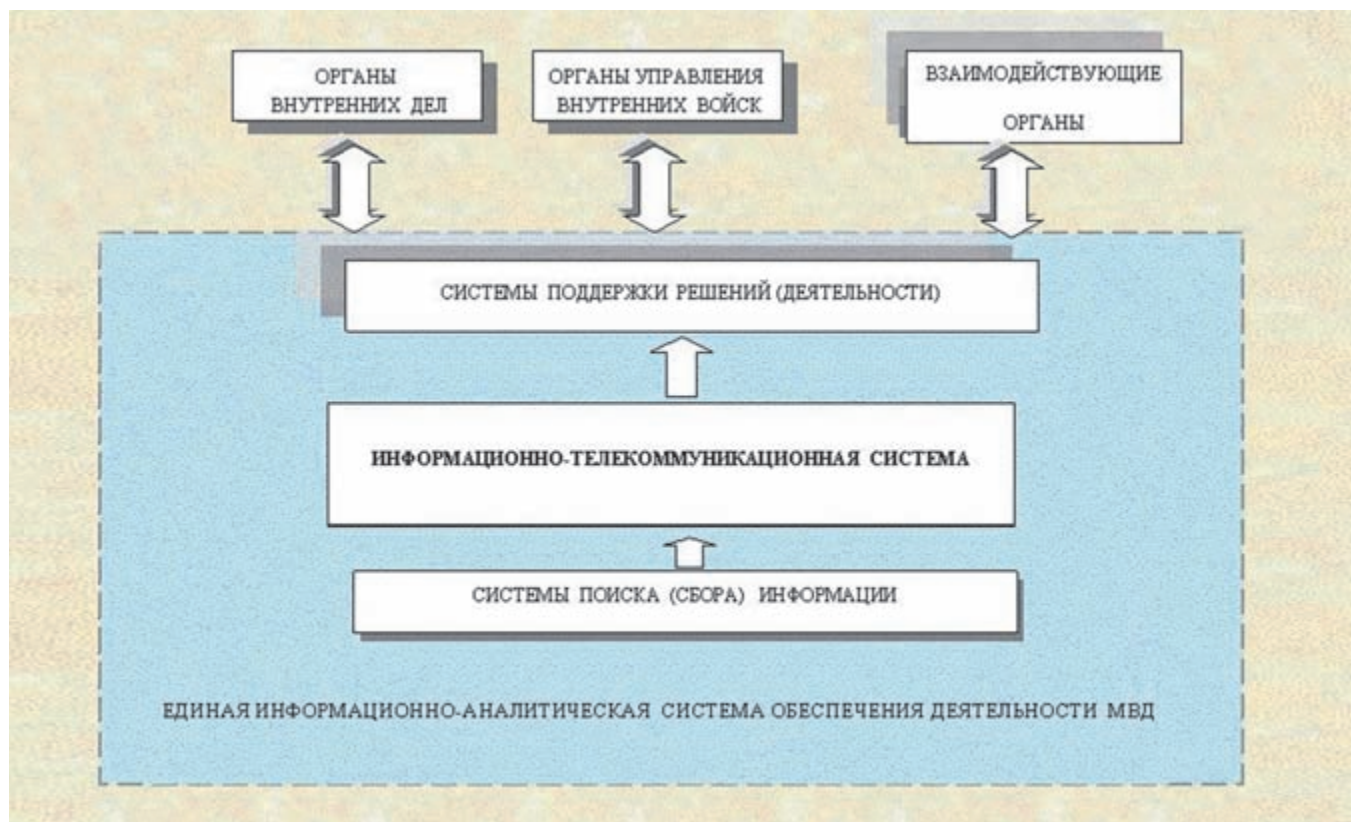 ОРГАНЫ
ВНУТРЕННИХ ДЕЛ
ОРГАНЫ УПРАВЛЕНИЯ
ВНУТРЕННИХ ВОЙСК
ВЗАИМОДЕЙСТВУЮЩИЕ
ОРГАНЫ
СИСТЕМЫ ПОДДЕРЖКИ РЕШЕНИЙ (ДЕЯТЕЛЬНОСТИ)
ИНФОРМАЦИОННО-ТЕЛЕКОММУНИКАЦИОННАЯ СИСТЕМА
СИСТЕМЫ ПОИСКА (СБОРА) ИНФОРМАЦИИ
ЕДИНАЯ ИНФОРМАЦИОННО-АНАЛИТИЧЕСКАЯ СИСТЕМА ОБЕСПЕЧЕНИЯ ДЕЯТЕЛЬНОСТИ МВД